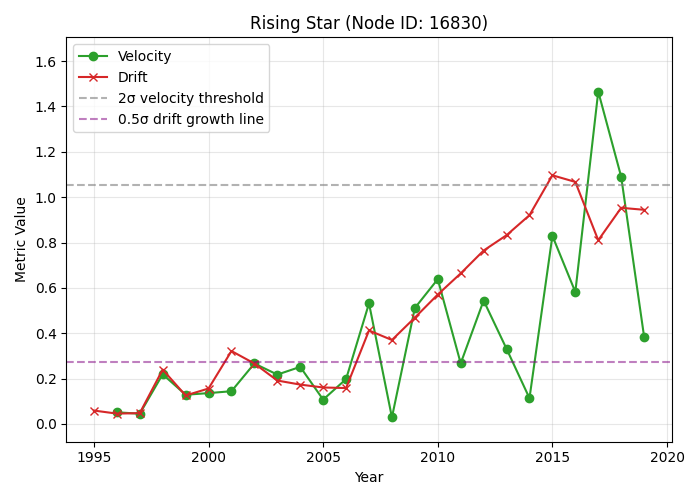 Rising Star (Node ID: 16830)
Velocity
Drift
2σ velocity threshold
0.5σ drift growth line
Metric Value
1.6
1.4
1.2
1.0
0.8
0.6
0.4
0.2
0.0
1995 2000 2005 2010 2015 2020
Year